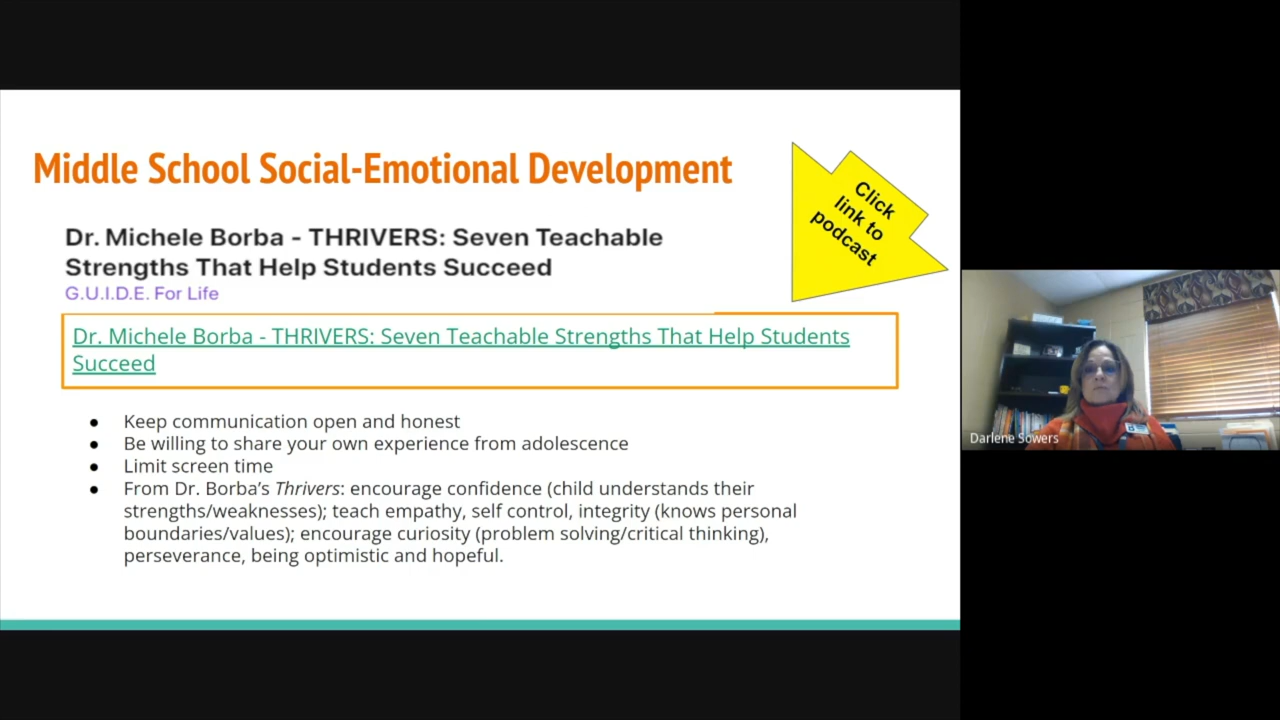 Middle School Social-Emotional Development
Click
link to
podcast
Dr. Michele Borba - THRIVERS: Seven Teachable
Strengths That Help Students Succeed
G.U.I.D.E. For Life
Dr. Michele Borba - THRIVERS: Seven Teachable Strengths That Help Students
Succeed
● Keep communication open and honest
● Be willing to share your own experience from adolescence
● Limit screen time
● From Dr. Borba's Thrivers: encourage confidence (child understands their
strengths/weaknesses); teach empathy, self control, integrity (knows personal
boundaries/values); encourage curiosity (problem solving/critical thinking),
perseverance, being optimistic and hopeful.
Darlene Sowers